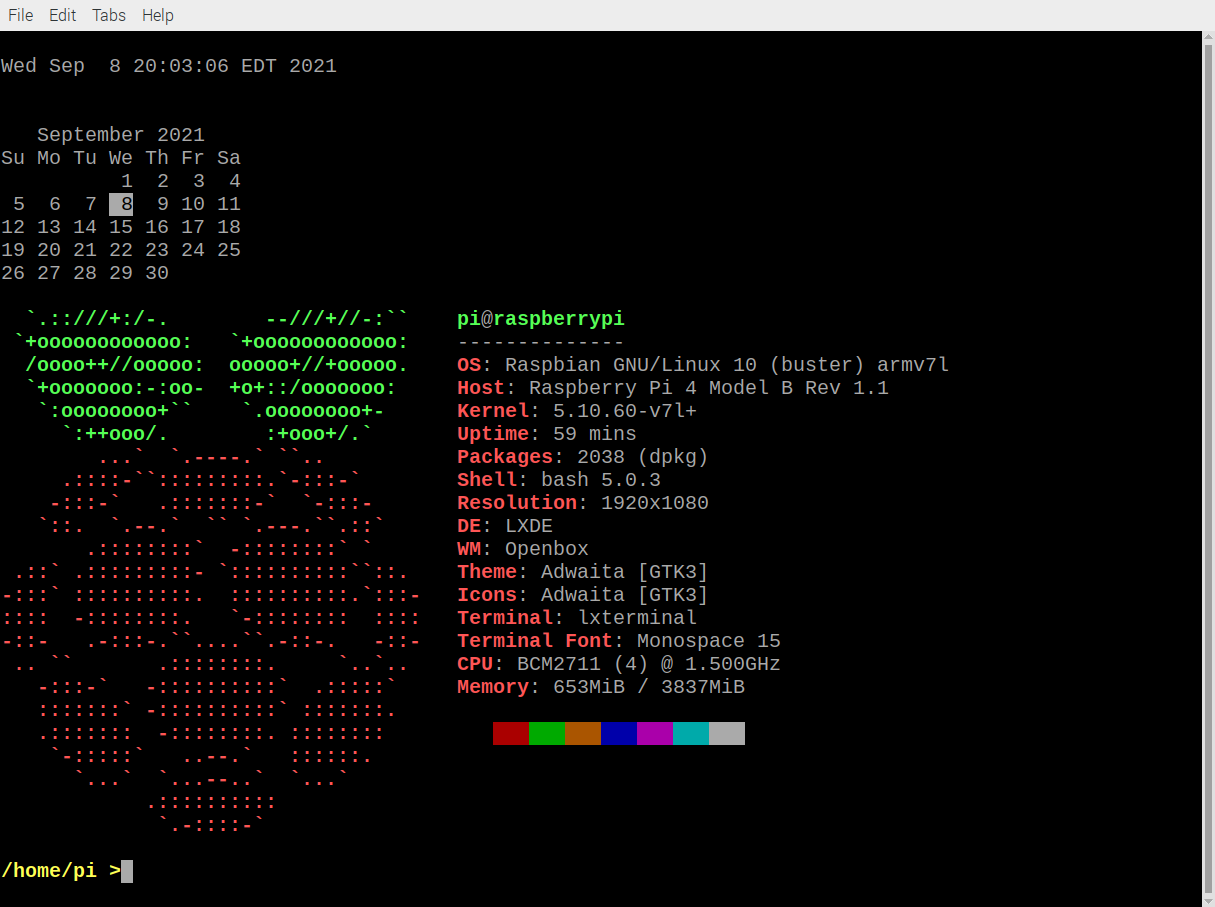 File Edit Tabs Help
Wed Sep  8 20:03:06 EDT 2021
   September 2021
Su Mo Tu We Th Fr Sa
          1  2  3  4
 5  6  7  8  9 10 11
12 13 14 15 16 17 18
19 20 21 22 23 24 25
26 27 28 29 30
pi@raspberrypi
--------------
OS: Raspbian GNU/Linux 10 (buster) armv7l
Host: Raspberry Pi 4 Model B Rev 1.1
Kernel: 5.10.60-v7l+
Uptime: 59 mins
Packages: 2038 (dpkg)
Shell: bash 5.0.3
Resolution: 1920x1080
DE: LXDE
WM: Openbox
Theme: Adwaita [GTK3]
Icons: Adwaita [GTK3]
Terminal: lxterminal
Terminal Font: Monospace 15
CPU: BCM2711 (4) @ 1.500GHz
Memory: 653MiB / 3837MiB
/home/pi >